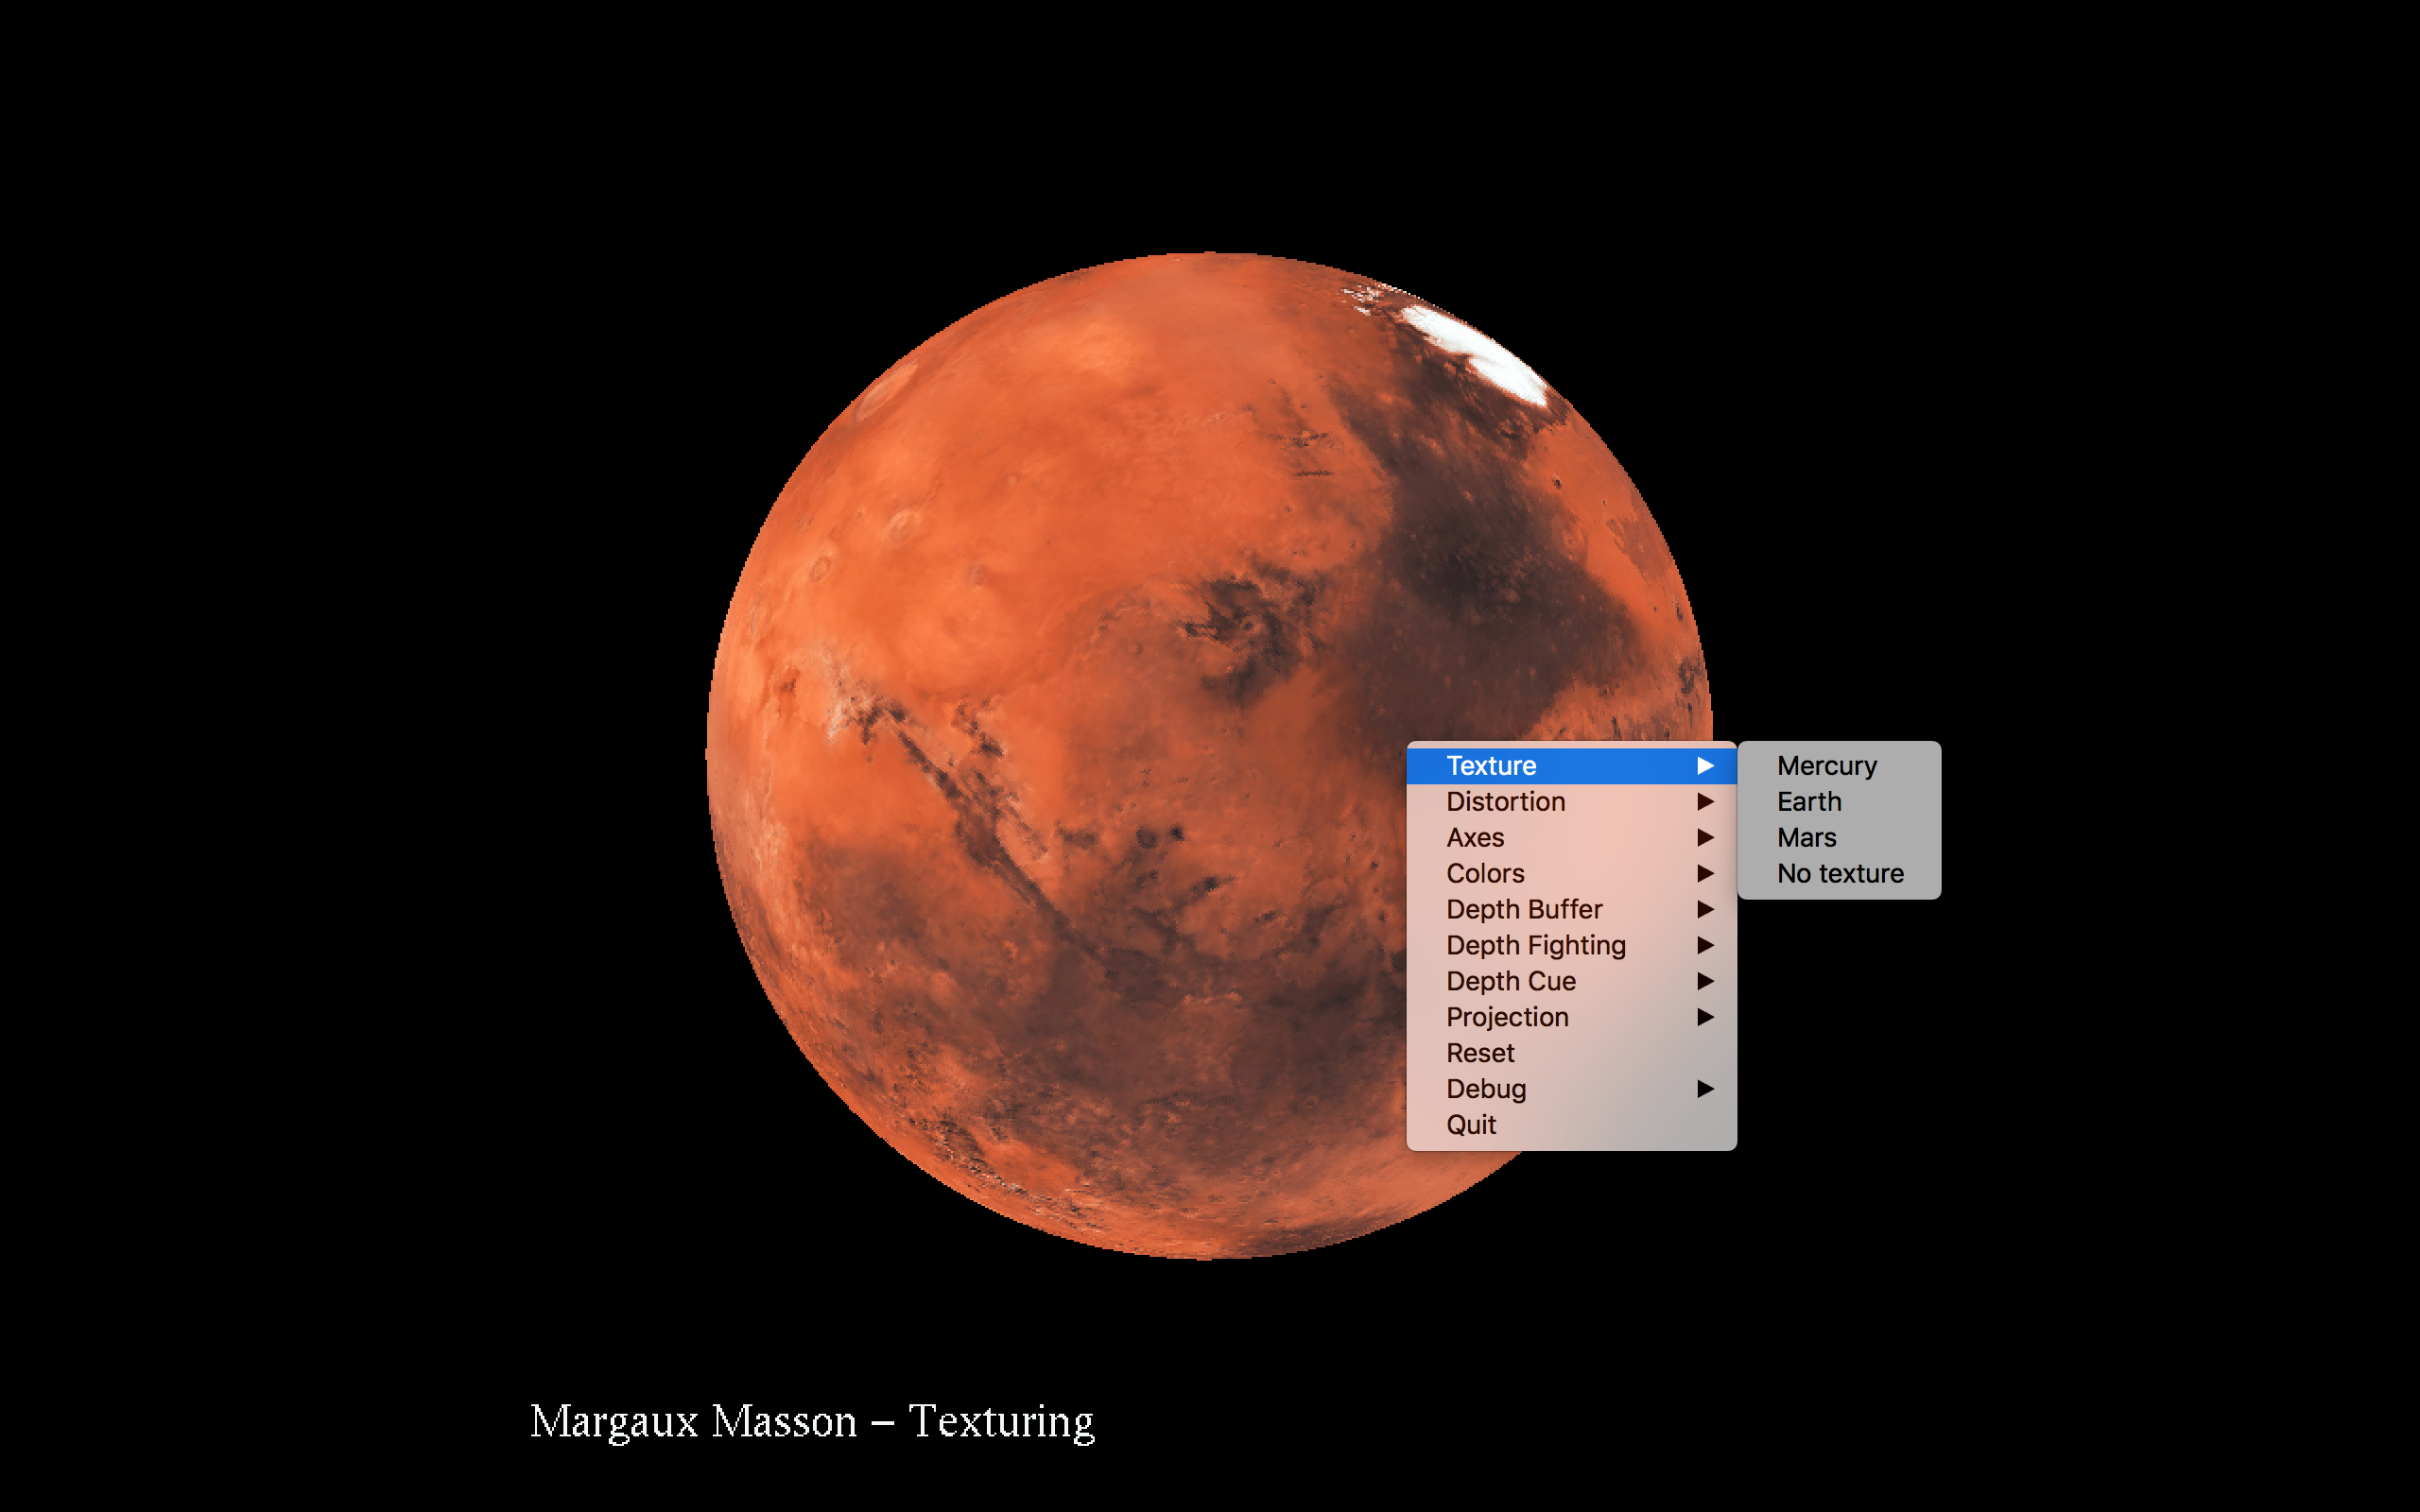 Texture
Distortion
Axes
Colors
Depth Buffer
Depth Fighting
Depth Cue
Projection
Reset
Debug
Quit
Mercury
Earth
Mars
No texture
Margaux Masson – Texturing